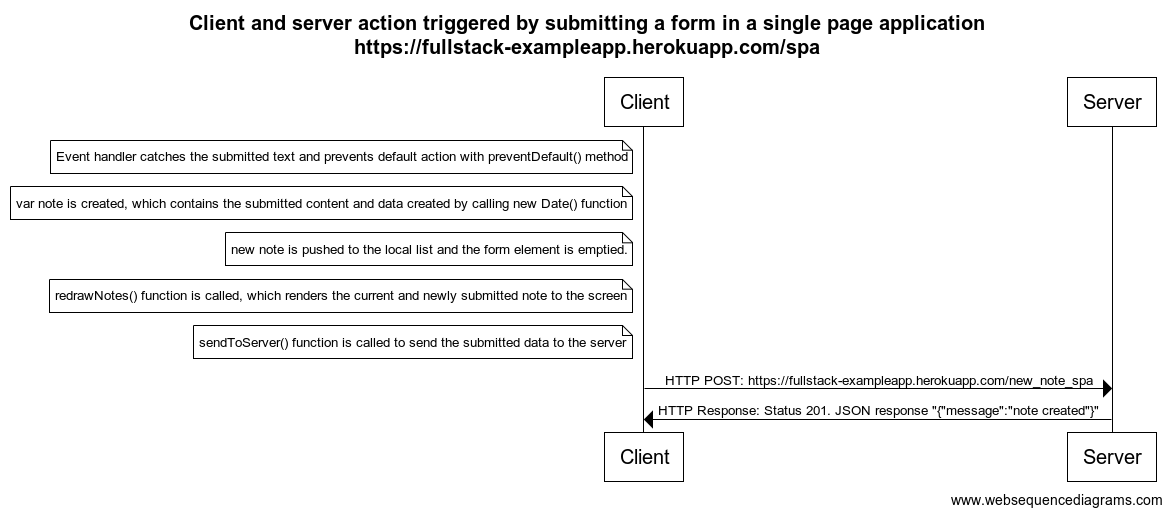 Client and server action triggered by submitting a form in a single page application
https://fullstack-exampleapp.herokuapp.com/spa
Client
Server
Event handler catches the submitted text and prevents default action with preventDefault() method
var note is created, which contains the submitted content and data created by calling new Date() function
new note is pushed to the local list and the form element is emptied.
redrawNotes() function is called, which renders the current and newly submitted note to the screen
sendToServer() function is called to send the submitted data to the server
HTTP POST: https://fullstack-exampleapp.herokuapp.com/new_note_spa
HTTP Response: Status 201. JSON response "{"message":"note created"}"
Client
Server
www.websequencediagrams.com